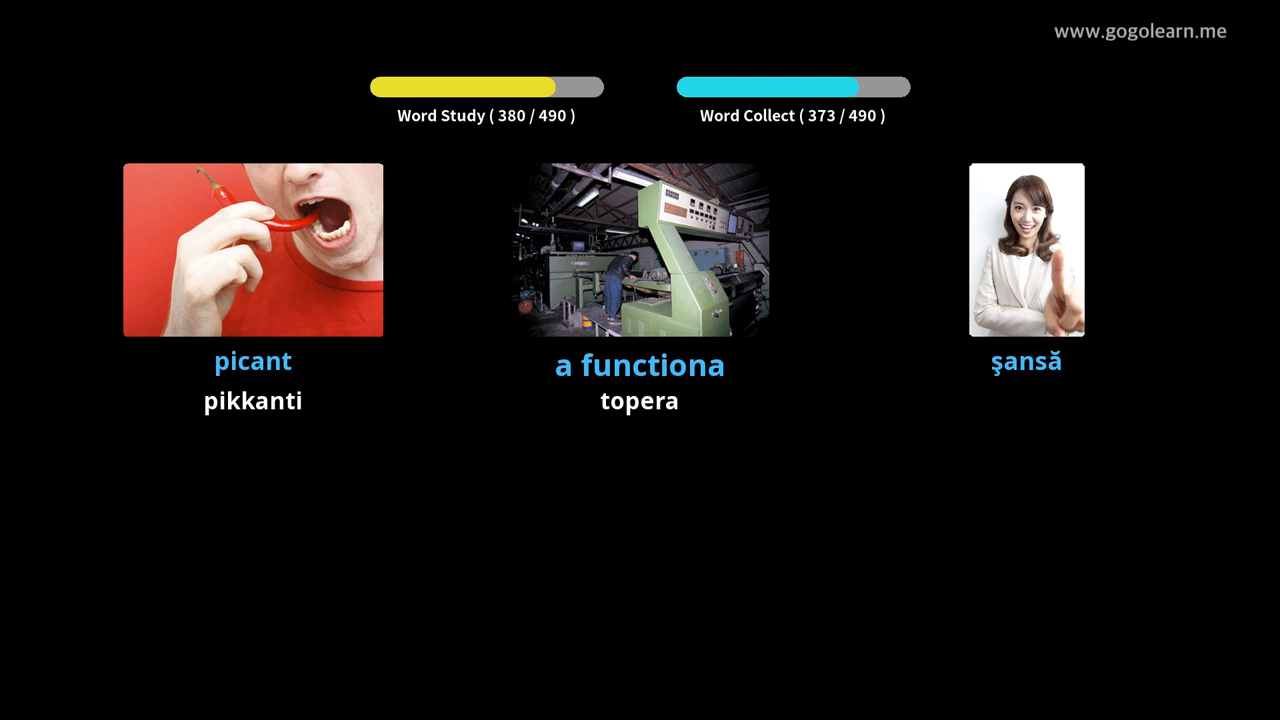 www.gogolearn.me
Word Study ( 380 / 490 )
Word Collect ( 373 / 490 )
picant
a functiona
şansă
pikkanti
topera